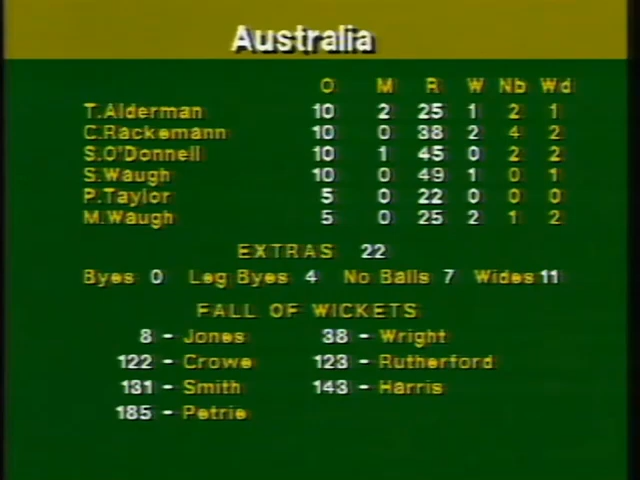 Australia
O M R W Nb Wd
T.Alderman 10 2 25 1 2 1
C.Rackemann 10 0 38 2 4 2
S.O'Donnell 10 1 45 0 2 2
S.Waugh 10 0 49 1 0 1
P.Taylor 5 0 22 0 0 0
M.Waugh 5 0 25 2 1 2
EXTRAS 22
Byes 0 Leg Byes 4 No Balls 7 Wides 11
FALL OF WICKETS
8 - Jones 38 - Wright
122 - Crowe 123 - Rutherford
131 - Smith 143 - Harris
185 - Petrie